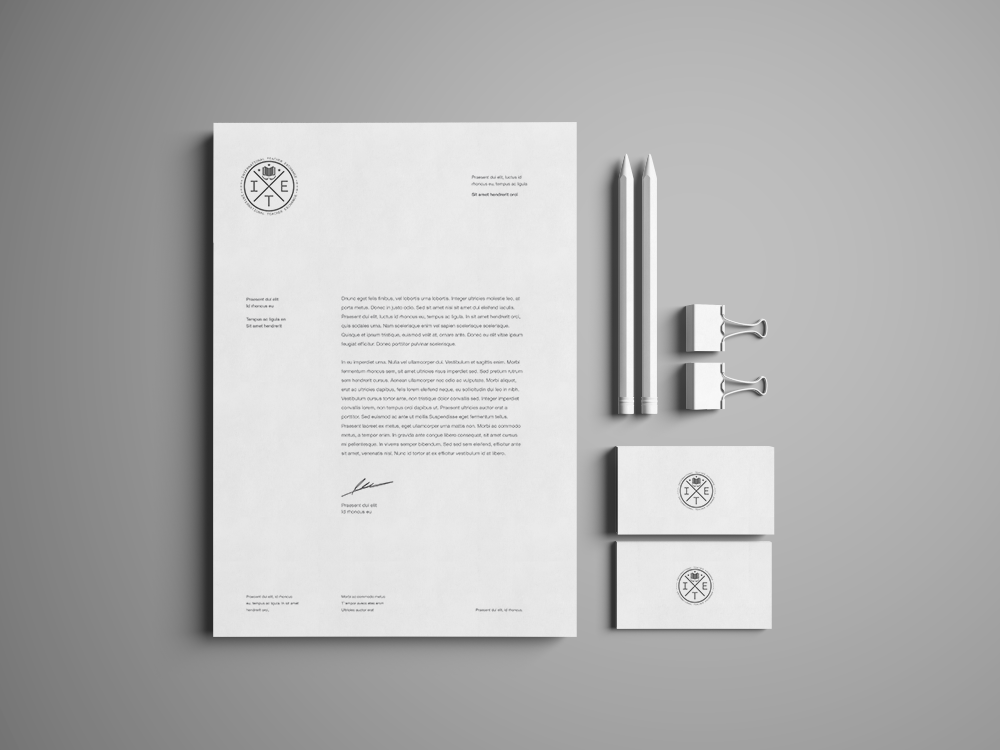 INTERNATIONAL TEACHER EXCHANGE
I E
T
INTERNATIONAL TEACHER EXCHANGE
Praesent dui elit, luctus id
rhoncus eu, tempus ac ligula.
Sit amet hendrerit orci
Praesent dui elit
Id rhoncus eu
Tempus ac ligula ex
Sit amet hendrerit
Donec eget felis finibus, vel lobortis urna lobortis. Integer ultricies molestie leo, at
porta metus. Donec in justo odio. Sed sit amet nisi sit amet dui eleifend iaculis.
Praesent dui elit, luctus id rhoncus eu, tempus ac ligula. In sit amet hendrerit orci,
quis sodales urna. Nam scelerisque enim vel sapien scelerisque scelerisque.
Quisque et ipsum tristique, euismod velit sit, ornare ante. Donec eu elit vitae ipsum
feugiat efficitur. Donec porttitor pulvinar scelerisque.
In eu imperdiet urna. Nulla vel ullamcorper dui. Vestibulum et sagittis enim. Morbi
fermentum rhoncus sem, sit amet ultricies risus imperdiet sed. Sed pretium rutrum
sem hendrerit cursus. Aenean ullamcorper nec odio ac vulputate. Morbi aliquet,
erat ac ultricies dapibus, felis lorem eleifend neque, eu sollicitudin dui leo in nibh.
Vestibulum cursus tortor ante, non tristique dolor convallis sed. Integer imperdiet
convallis lorem, non tempus orci dapibus ut. Praesent ultricies auctor erat a
porttitor. Sed euismod ac ante ut mollis Suspendisse eget fermentum tellus.
Praesent laoreet ex metus, eget ullamcorper urna mattis non. Morbi ac commodo
metus, a tempor enim. In gravida ante congue libero consequat, sit amet cursus
mi pellentesque. In viverra semper bibendum. Sed sed sem eleifend, efficitur ante
sit amet, venenatis nisl. Nunc id tortor at ex efficitur vestibulum id at libero.
Praesent dui elit
Id rhoncus eu
Praesent dui elit, id rhoncus
eu, tempus ac ligula. In sit amet
hendrerit orci,
Morbi ac commodo metus
ultricies auctor erat
Praesent dui elit, id rhoncus
I E
T
I E
T